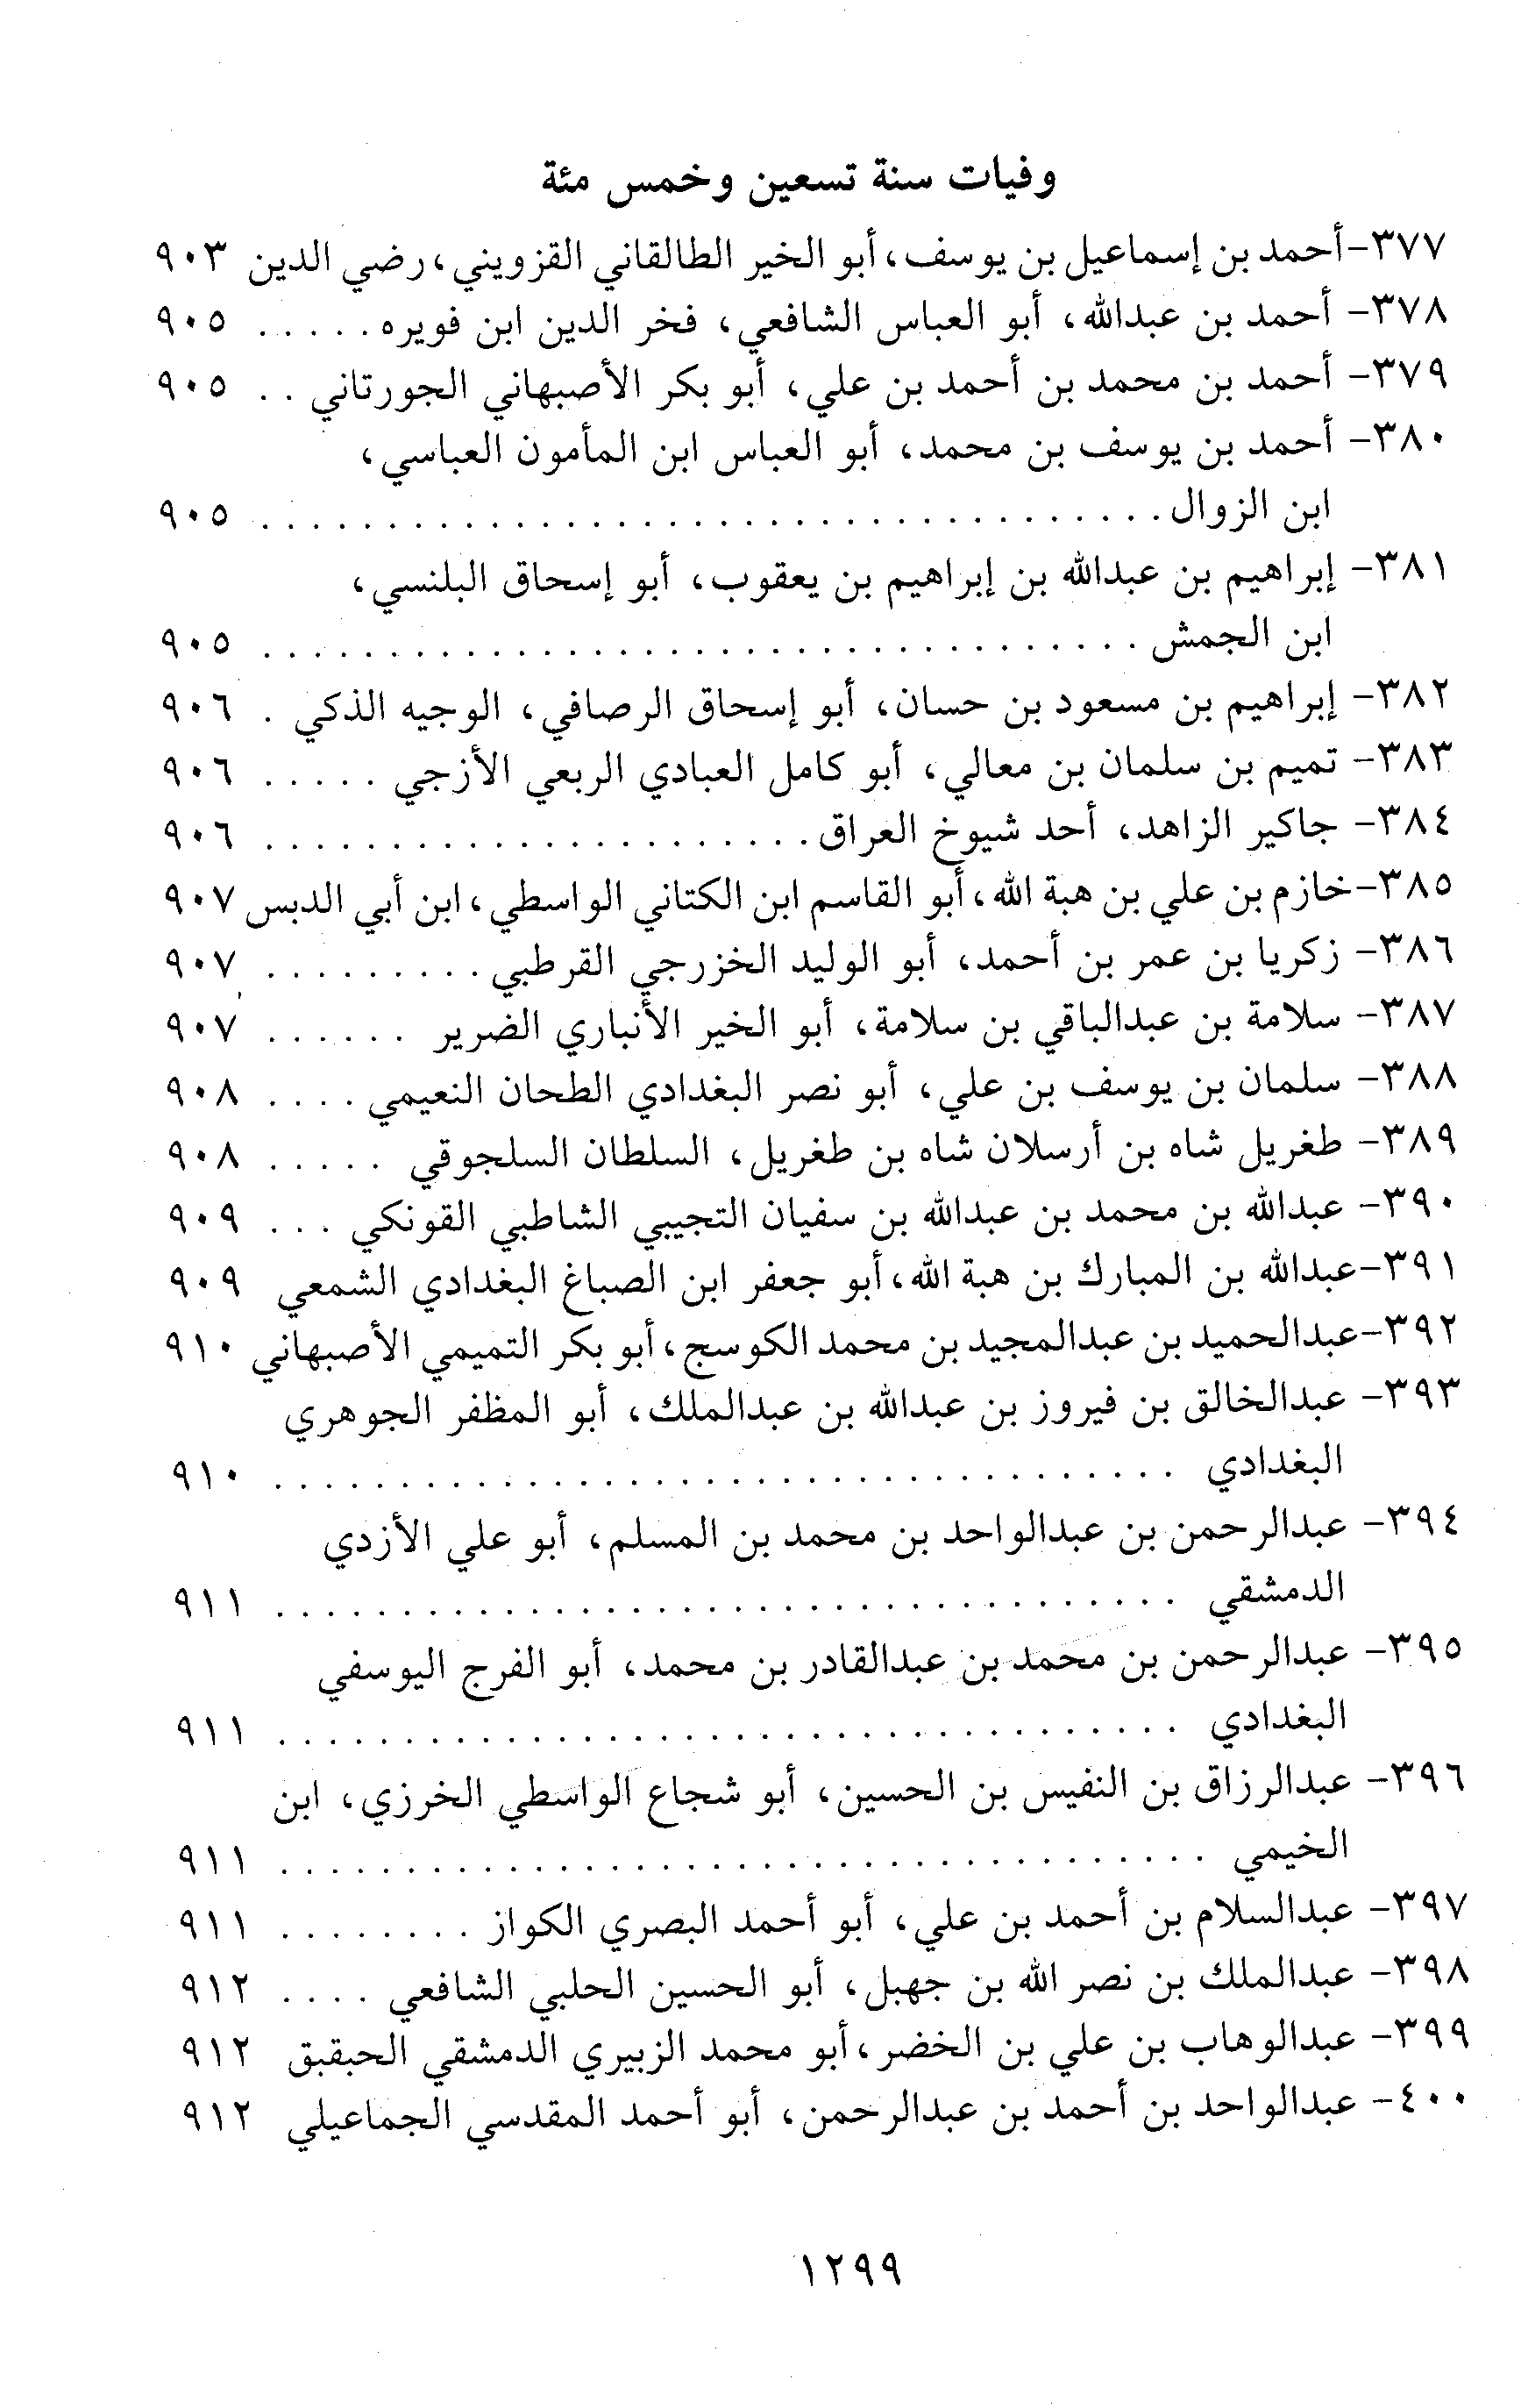 وفيات سنة تسعين وخمس مئة
٣٧٧- أحمد بن إسماعيل بن يوسف، أبو الخير الطالقاني القزويني، رضي الدين ٩٠٣
٣٧٨- أحمد بن عبدالله، أبو العباس الشافعي، فخر الدين ابن فويره . . . . . ٩٠٥
٣٧٩- أحمد بن محمد بن أحمد بن علي، أبو بكر الأصبهاني الجورتاني . . ٩٠٥
٣٨٠- أحمد بن يوسف بن محمد، أبو العباس ابن المأمون العباسي،
ابن الزوال . . . . . . . . . . . . . . . . . . . . . . . . . . . . . . . . . . . ٩٠٥
٣٨١- إبراهيم بن عبدالله بن إبراهيم بن يعقوب، أبو إسحاق البلنسي،
ابن الجمش . . . . . . . . . . . . . . . . . . . . . . . . . . . . . . . . . . . ٩٠٥
٣٨٢- إبراهيم بن مسعود بن حسان، أبو إسحاق الرصافي، الوجيه الذكي . ٩٠٦
٣٨٣- تميم بن سلمان بن معالي، أبو كامل العبادي الربعي الأزجي . . . . . ٩٠٦
٣٨٤- جاكير الزاهد، أحد شيوخ العراق . . . . . . . . . . . . . . . . . . . . . . ٩٠٦
٣٨٥- خازم بن علي بن هبة الله، أبو القاسم ابن الكتاني الواسطي، ابن أبي الدبس ٩٠٧
٣٨٦- زكريا بن عمر بن أحمد، أبو الوليد الخزرجي القرطبي . . . . . . . . . ٩٠٧
٣٨٧- سلامة بن عبدالباقي بن سلامة، أبو الخير الأنباري الضرير . . . . . . ٩٠٧
٣٨٨- سلمان بن يوسف بن علي، أبو نصر البغدادي الطحان النعيمي . . . . ٩٠٨
٣٨٩- طغريل شاه بن أرسلان شاه بن طغريل، السلطان السلجوقي . . . . . ٩٠٨
٣٩٠- عبدالله بن محمد بن عبدالله بن سفيان التجيبي الشاطبي القونكي . . . ٩٠٩
٣٩١- عبدالله بن المبارك بن هبة الله، أبو جعفر ابن الصباغ البغدادي الشمعي ٩٠٩
٣٩٢- عبدالحميد بن عبدالمجيد بن محمد الكوسج، أبو بكر التميمي الأصبهاني ٩١٠
٣٩٣- عبدالخالق بن فيروز بن عبدالله بن عبدالملك، أبو المظفر الجوهري
البغدادي . . . . . . . . . . . . . . . . . . . . . . . . . . . . . . . . . . . . ٩١٠
٣٩٤- عبدالرحمن بن عبدالواحد بن محمد بن المسلم، أبو علي الأزدي
الدمشقي . . . . . . . . . . . . . . . . . . . . . . . . . . . . . . . . . . . . ٩١١
٣٩٥- عبدالرحمن بن محمد بن عبدالقادر بن محمد، أبو الفرج اليوسفي
البغدادي . . . . . . . . . . . . . . . . . . . . . . . . . . . . . . . . . . . . ٩١١
٣٩٦- عبدالرزاق بن النفيس بن الحسين، أبو شجاع الواسطي الخرزي، ابن
الخيمي . . . . . . . . . . . . . . . . . . . . . . . . . . . . . . . . . . . . . ٩١١
٣٩٧- عبدالسلام بن أحمد بن علي، أبو أحمد البصري الكواز . . . . . . . . ٩١١
٣٩٨- عبدالملك بن نصر الله بن جهبل، أبو الحسين الحلبي الشافعي . . . . ٩١٢
٣٩٩- عبدالوهاب بن علي بن الخضر، أبو محمد الزبيري الدمشقي الحبقبق ٩١٢
٤٠٠- عبدالواحد بن أحمد بن عبدالرحمن، أبو أحمد المقدسي الجماعيلي ٩١٢
١٢٩٩